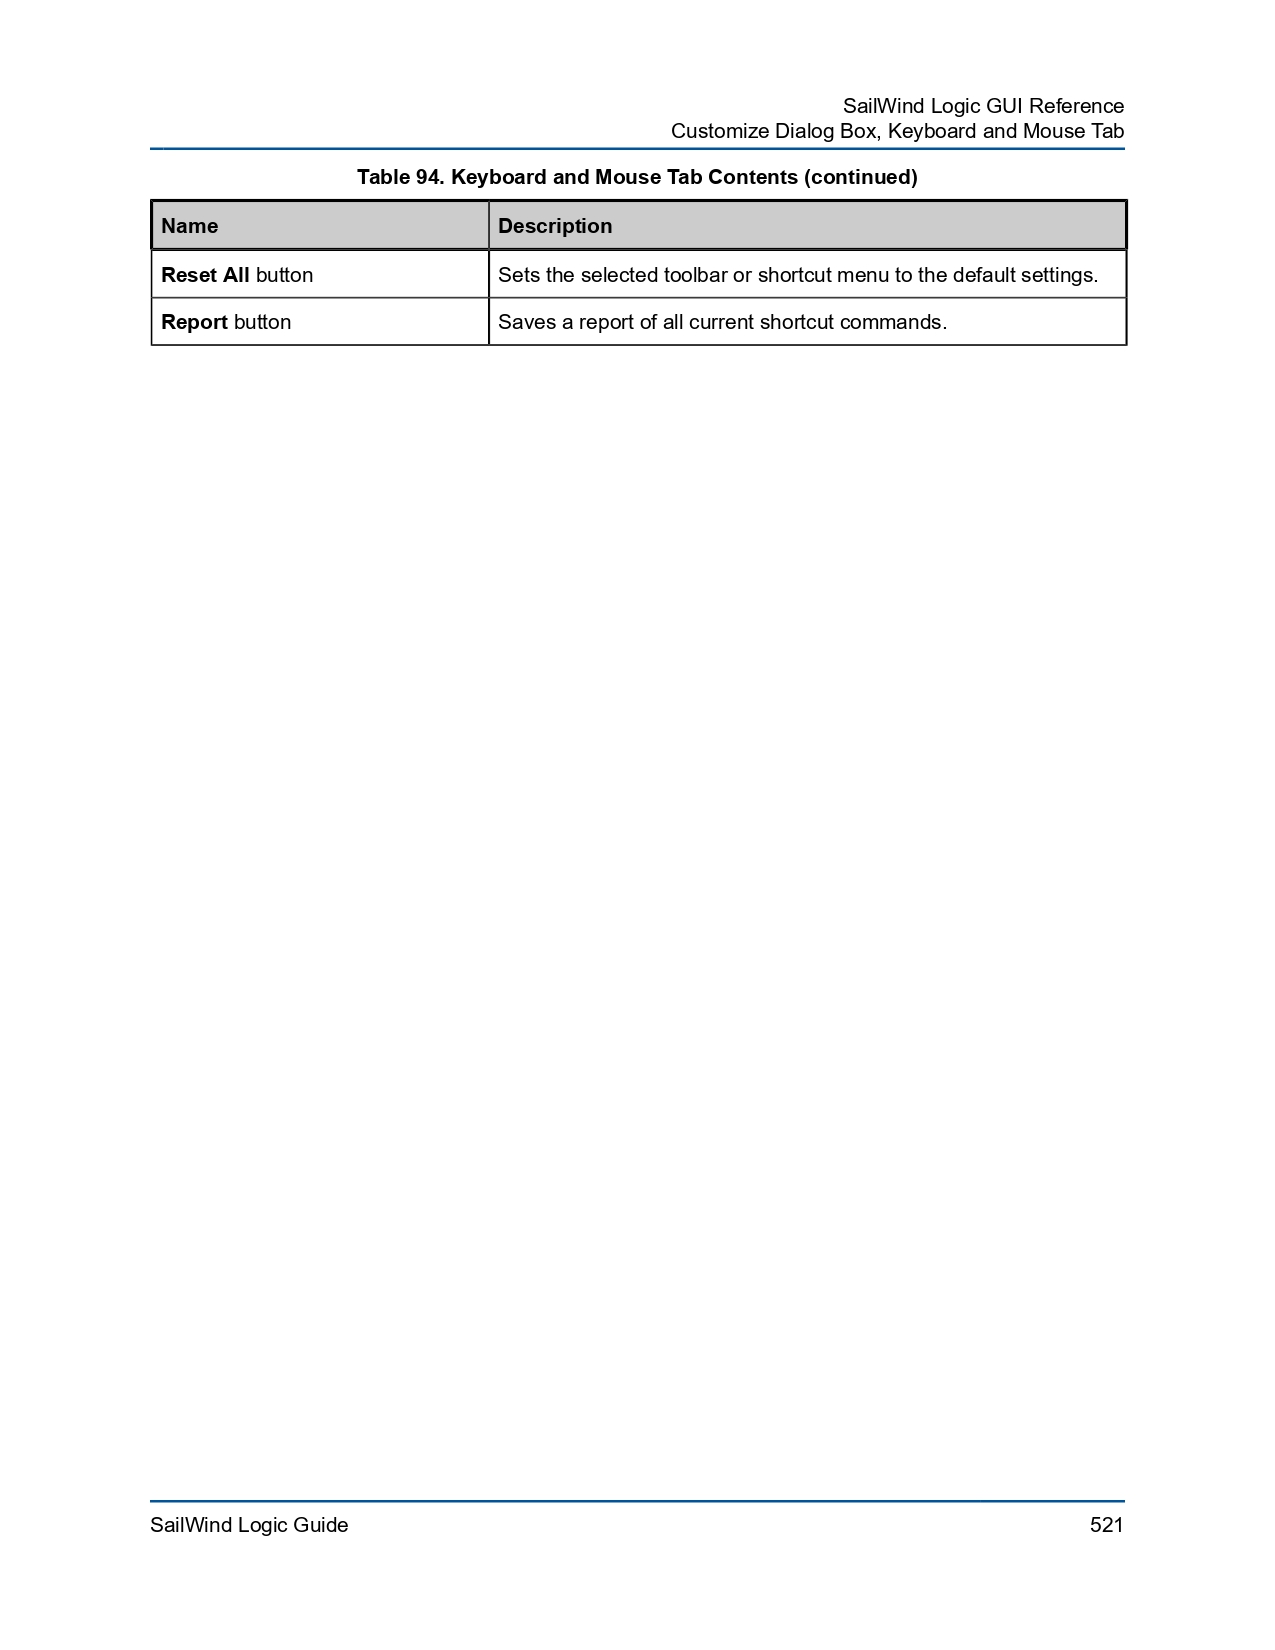 SailWind Logic GUI Reference
Customize Dialog Box, Keyboard and Mouse Tab
Table 94. Keyboard and Mouse Tab Contents (continued)
Name Description
Reset All button Sets the selected toolbar or shortcut menu to the default settings.
Report button Saves a report of all current shortcut commands.
SailWind Logic Guide 521